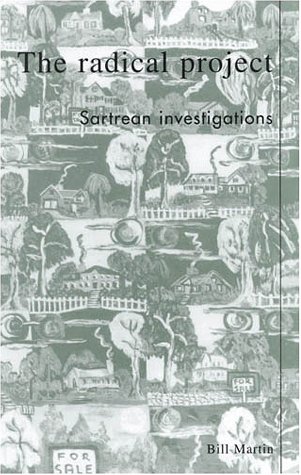 The radical project
Sartrean investigations
FOR
SALE
Bill Martin
FOR
SALE